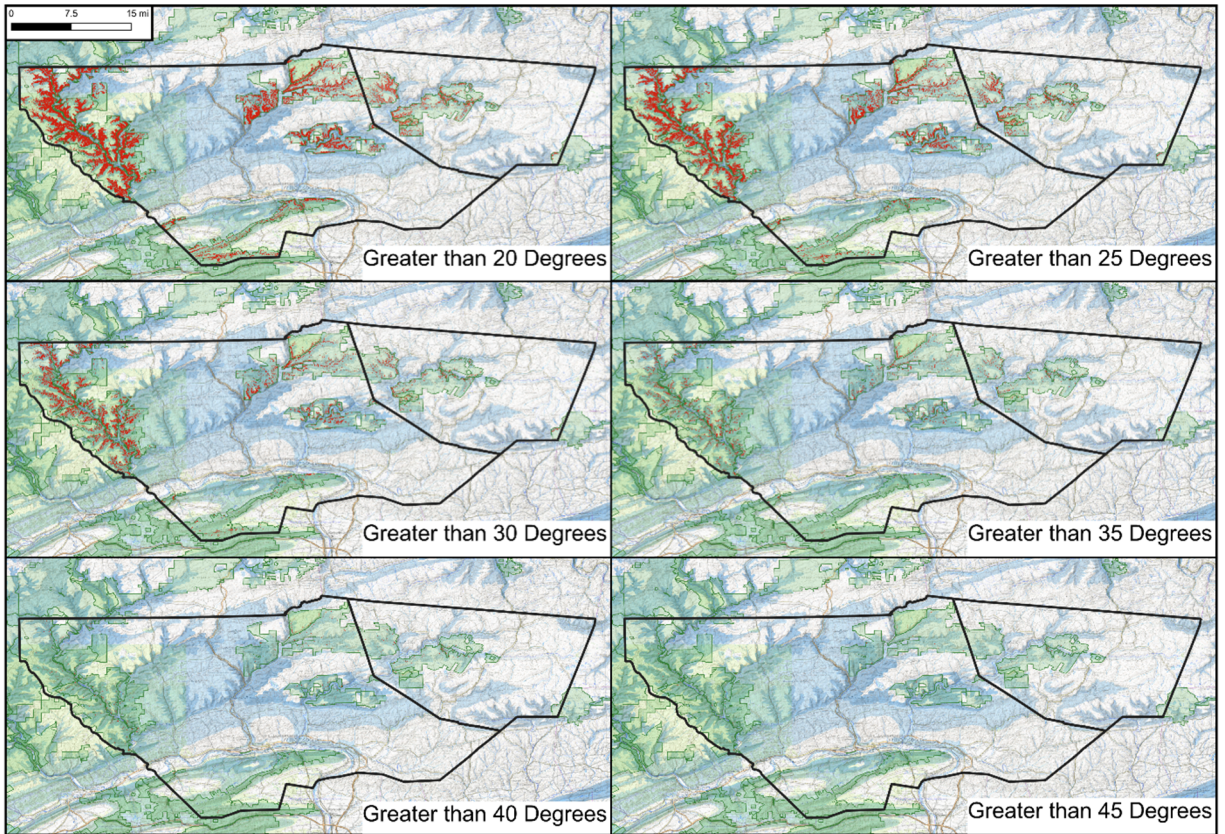 0 7.5 15 mi
Greater than 20 Degrees
Greater than 25 Degrees
Greater than 30 Degrees
Greater than 35 Degrees
Greater than 40 Degrees
Greater than 45 Degrees